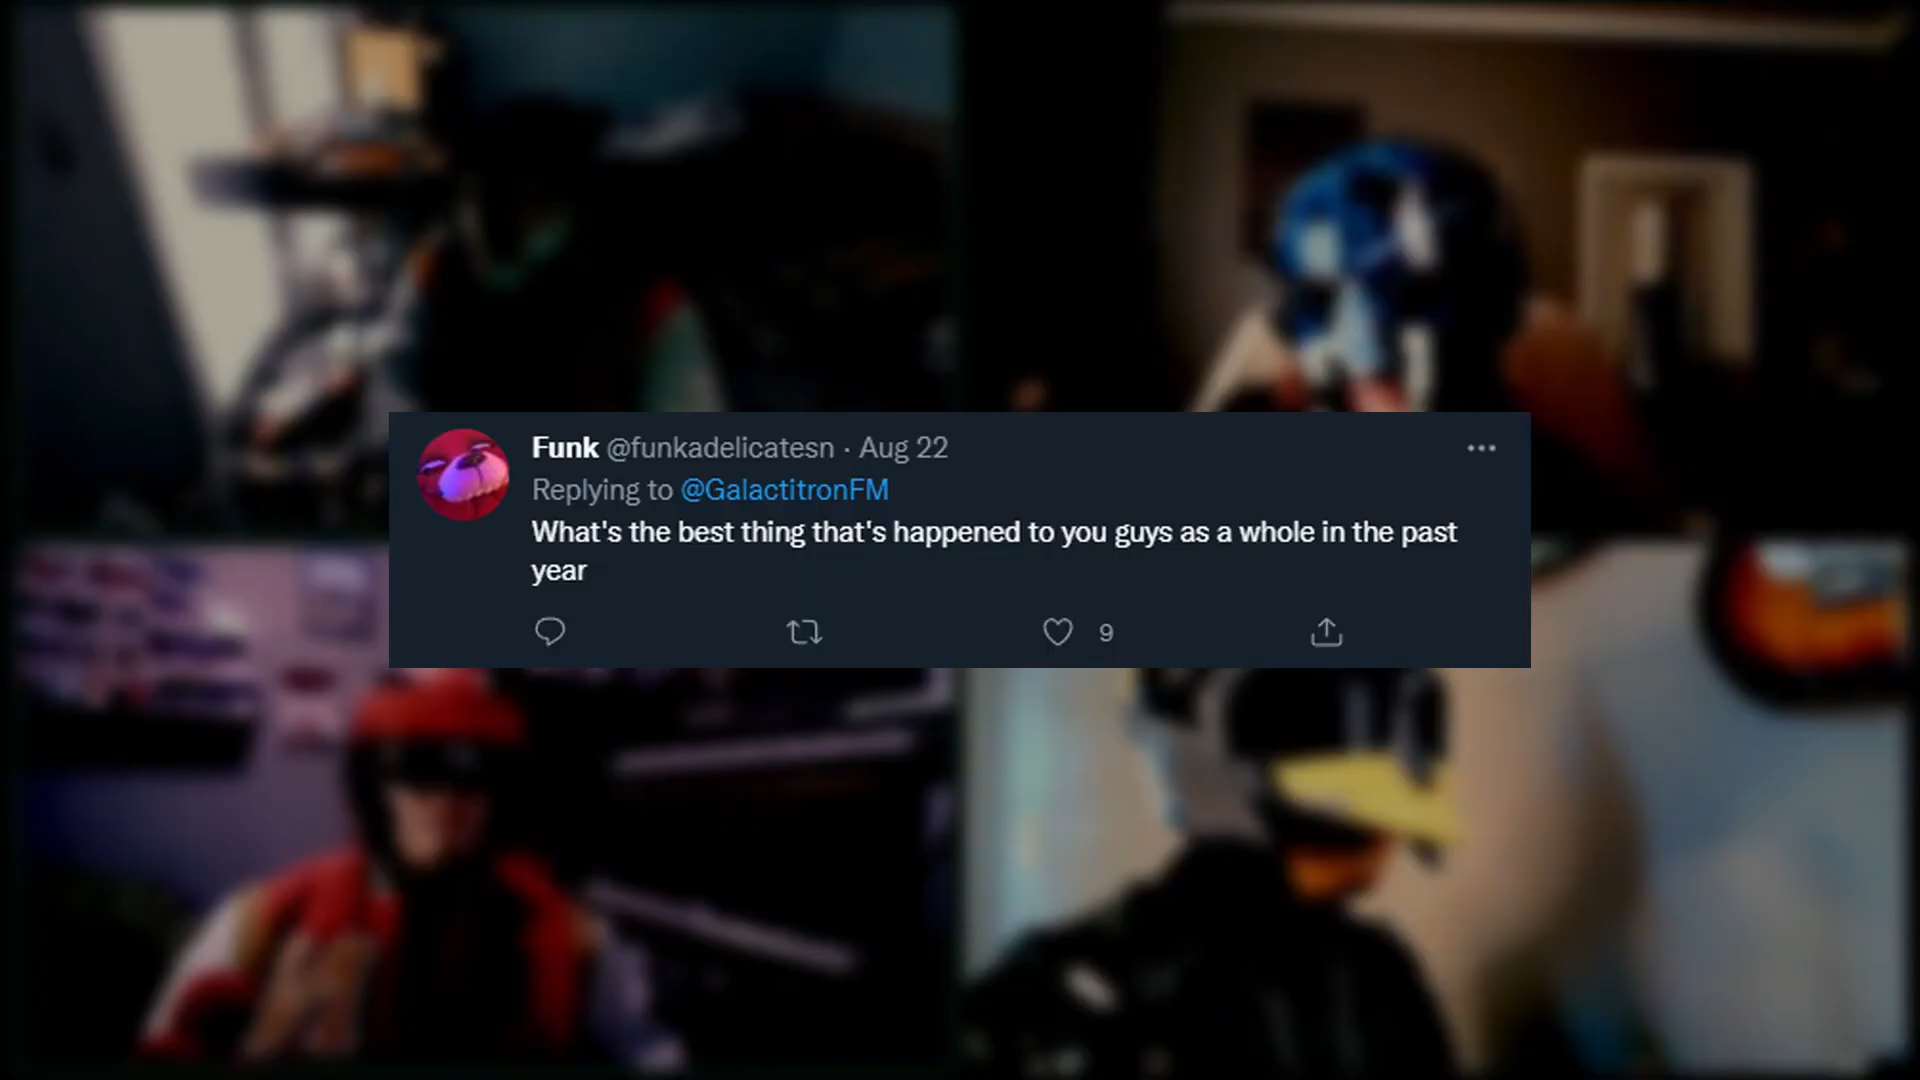 Funk @funkadelicatesn · Aug 22
Replying to @GalactitronFM
What's the best thing that's happened to you guys as a whole in the past
year
9